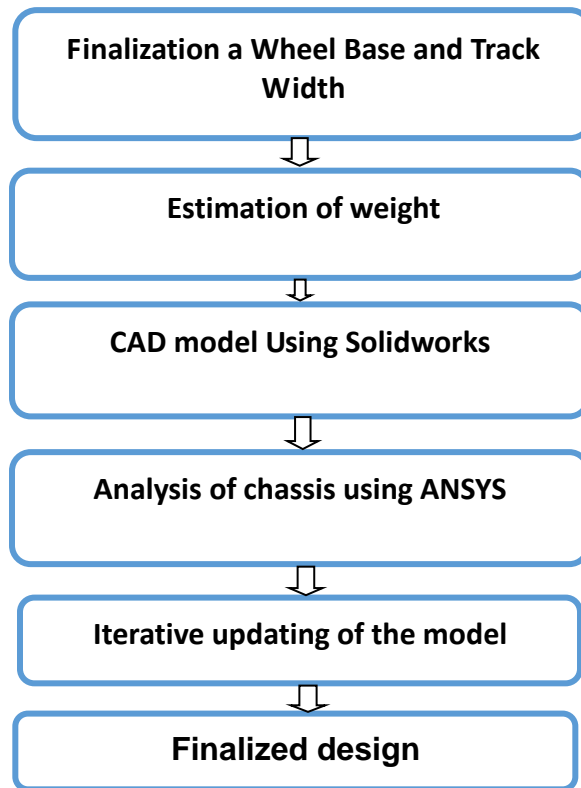 Finalization a Wheel Base and Track
Width
Estimation of weight
CAD model Using Solidworks
Analysis of chassis using ANSYS
Iterative updating of the model
Finalized design